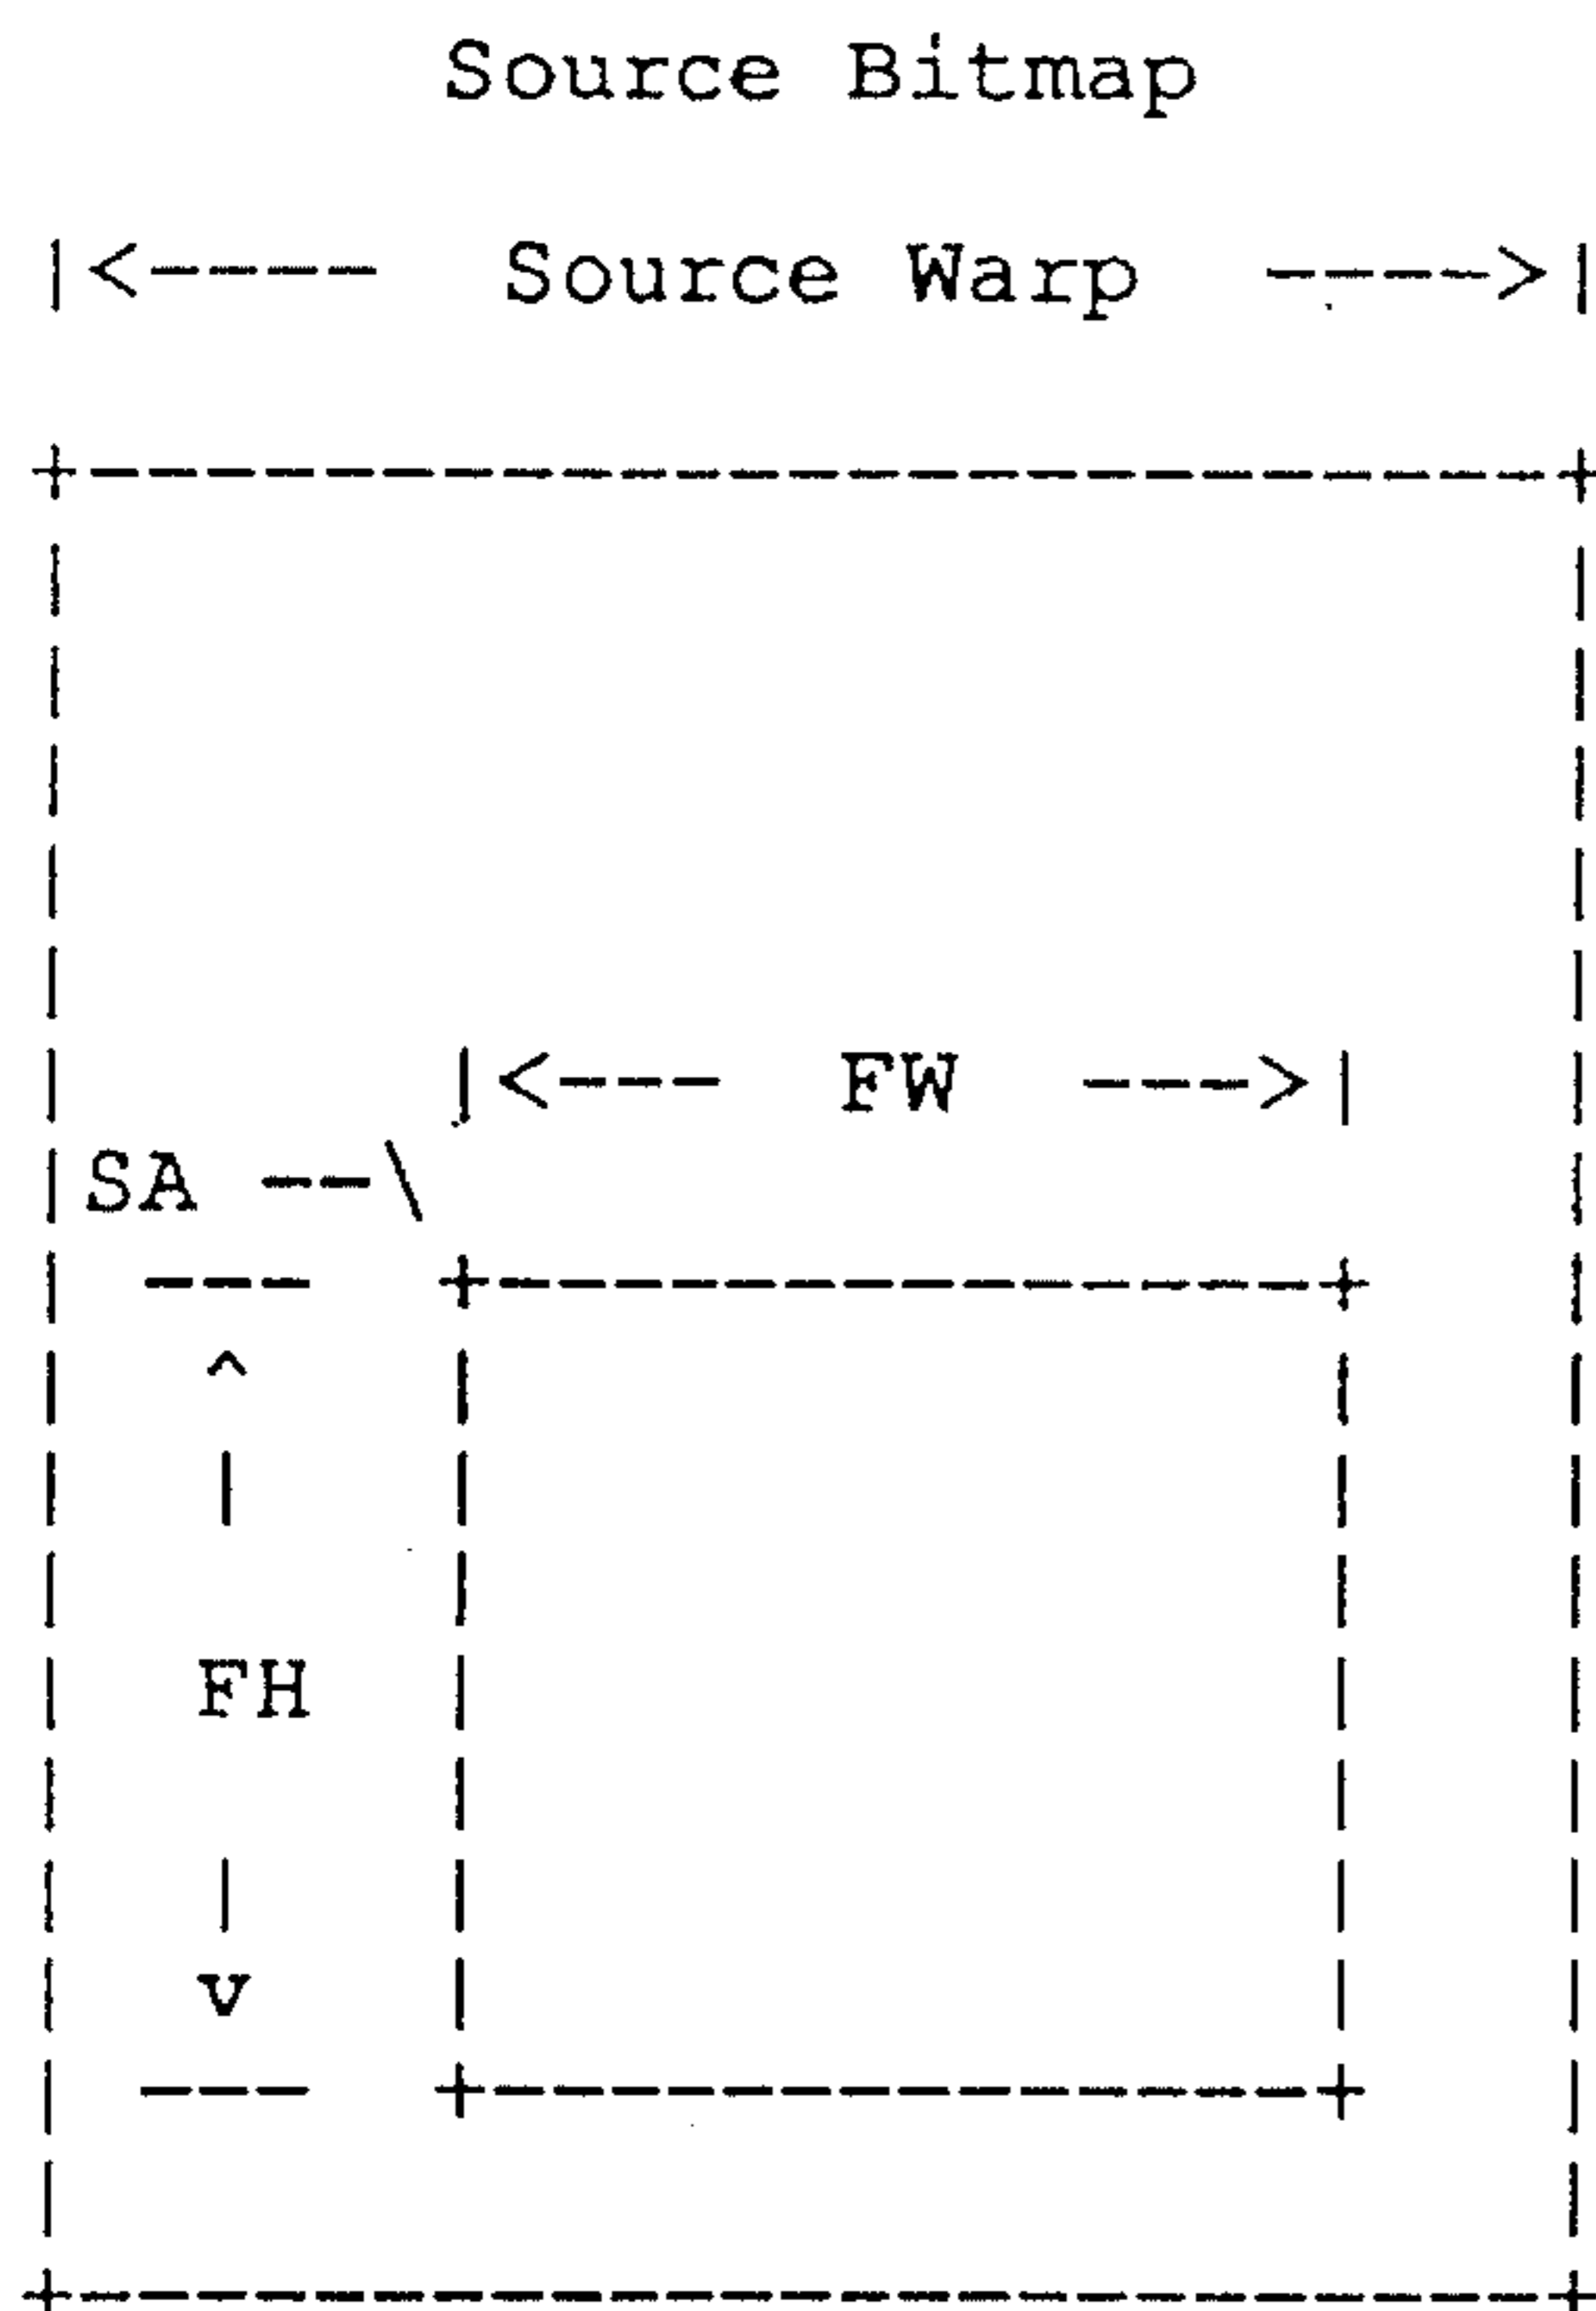 Source Bitmap
|<---- Source Warp ---->|
|<--- FW --->|
SA --\
FH